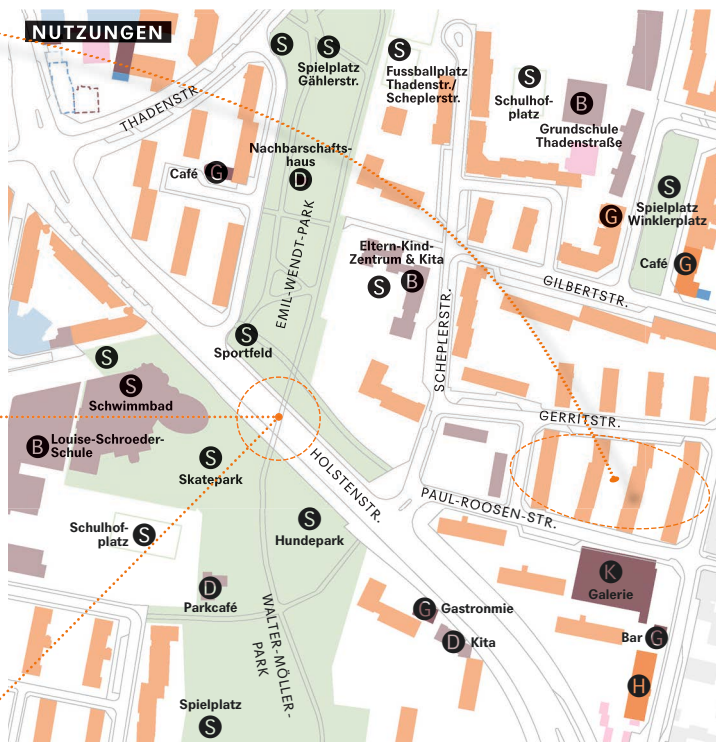 NUTZUNGEN
S
S
Spielplatz
Gählerstr.
S
Fussballplatz
Thadenstr./
Scheplerstr.
S
Schulhof-
platz
B
Grundschule
Thadenstraße
THADENSTR.
Nachbarschafts-
haus
D
Café G
S
Spielplatz
Winklerplatz
G
Café G
EMIL-WENDT-PARK
Eltern-Kind-
Zentrum & Kita
S
B
GILBERTSTR.
SCHEPLERSTR.
S
Sportfeld
S
S
Schwimmbad
B Louise-Schroeder-
Schule
GERRITSTR.
S
Skatepark
HOLSTENSTR.
PAUL-ROOSEN-STR.
Schulhof-
platz S
S
Hundepark
D
Parkcafé
K
Galerie
WALTER-MÖLLER-
PARK
G Gastronmie
D Kita
Bar G
H
Spielplatz
S